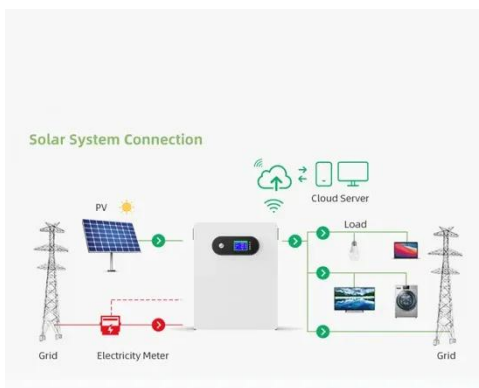 Solar System Connection
Cloud Server
PV
Load
Grid
Electricity Meter
Grid